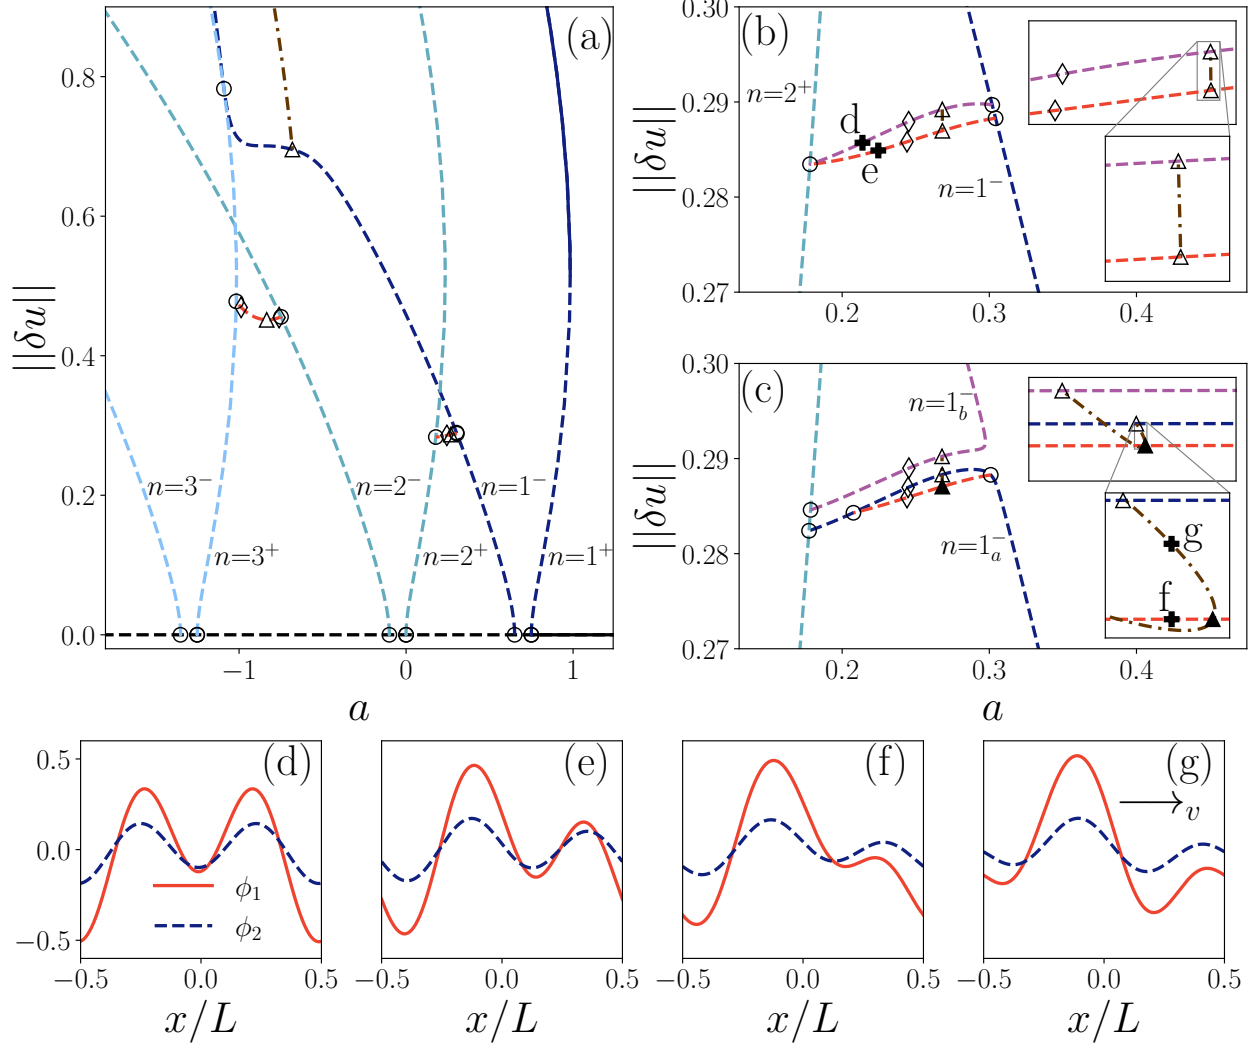 (a)
||δu||
0.8
0.6
0.4
0.2
0.0
n=3⁻
n=3⁺
n=2⁻
n=2⁺
n=1⁻
n=1⁺
−1
0
1
a
(b)
||δu||
0.30
0.29
0.28
0.27
n=2⁺
d
e
n=1⁻
0.2
0.3
0.4
(c)
||δu||
0.30
0.29
0.28
0.27
n=1⁻_b
n=1⁻_a
g
f
0.2
0.3
0.4
a
(d)
0.5
0.0
−0.5
ϕ₁
ϕ₂
−0.5
0.0
0.5
x/L
(e)
−0.5
0.0
0.5
x/L
(f)
−0.5
0.0
0.5
x/L
(g)
v
−0.5
0.0
0.5
x/L